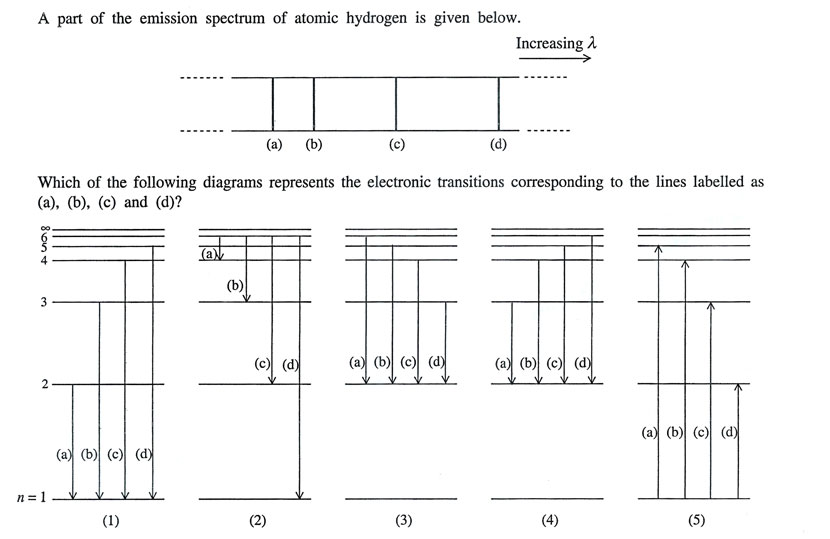 A part of the emission spectrum of atomic hydrogen is given below.
Increasing λ
(a) (b) (c) (d)
Which of the following diagrams represents the electronic transitions corresponding to the lines labelled as
(a), (b), (c) and (d)?
∞
6
5
4
3
2
n = 1
(a) (b) (c) (d)
(1)
(a)
(b)
(c) (d)
(2)
(a) (b) (c) (d)
(3)
(a) (b) (c) (d)
(4)
(a) (b) (c) (d)
(5)